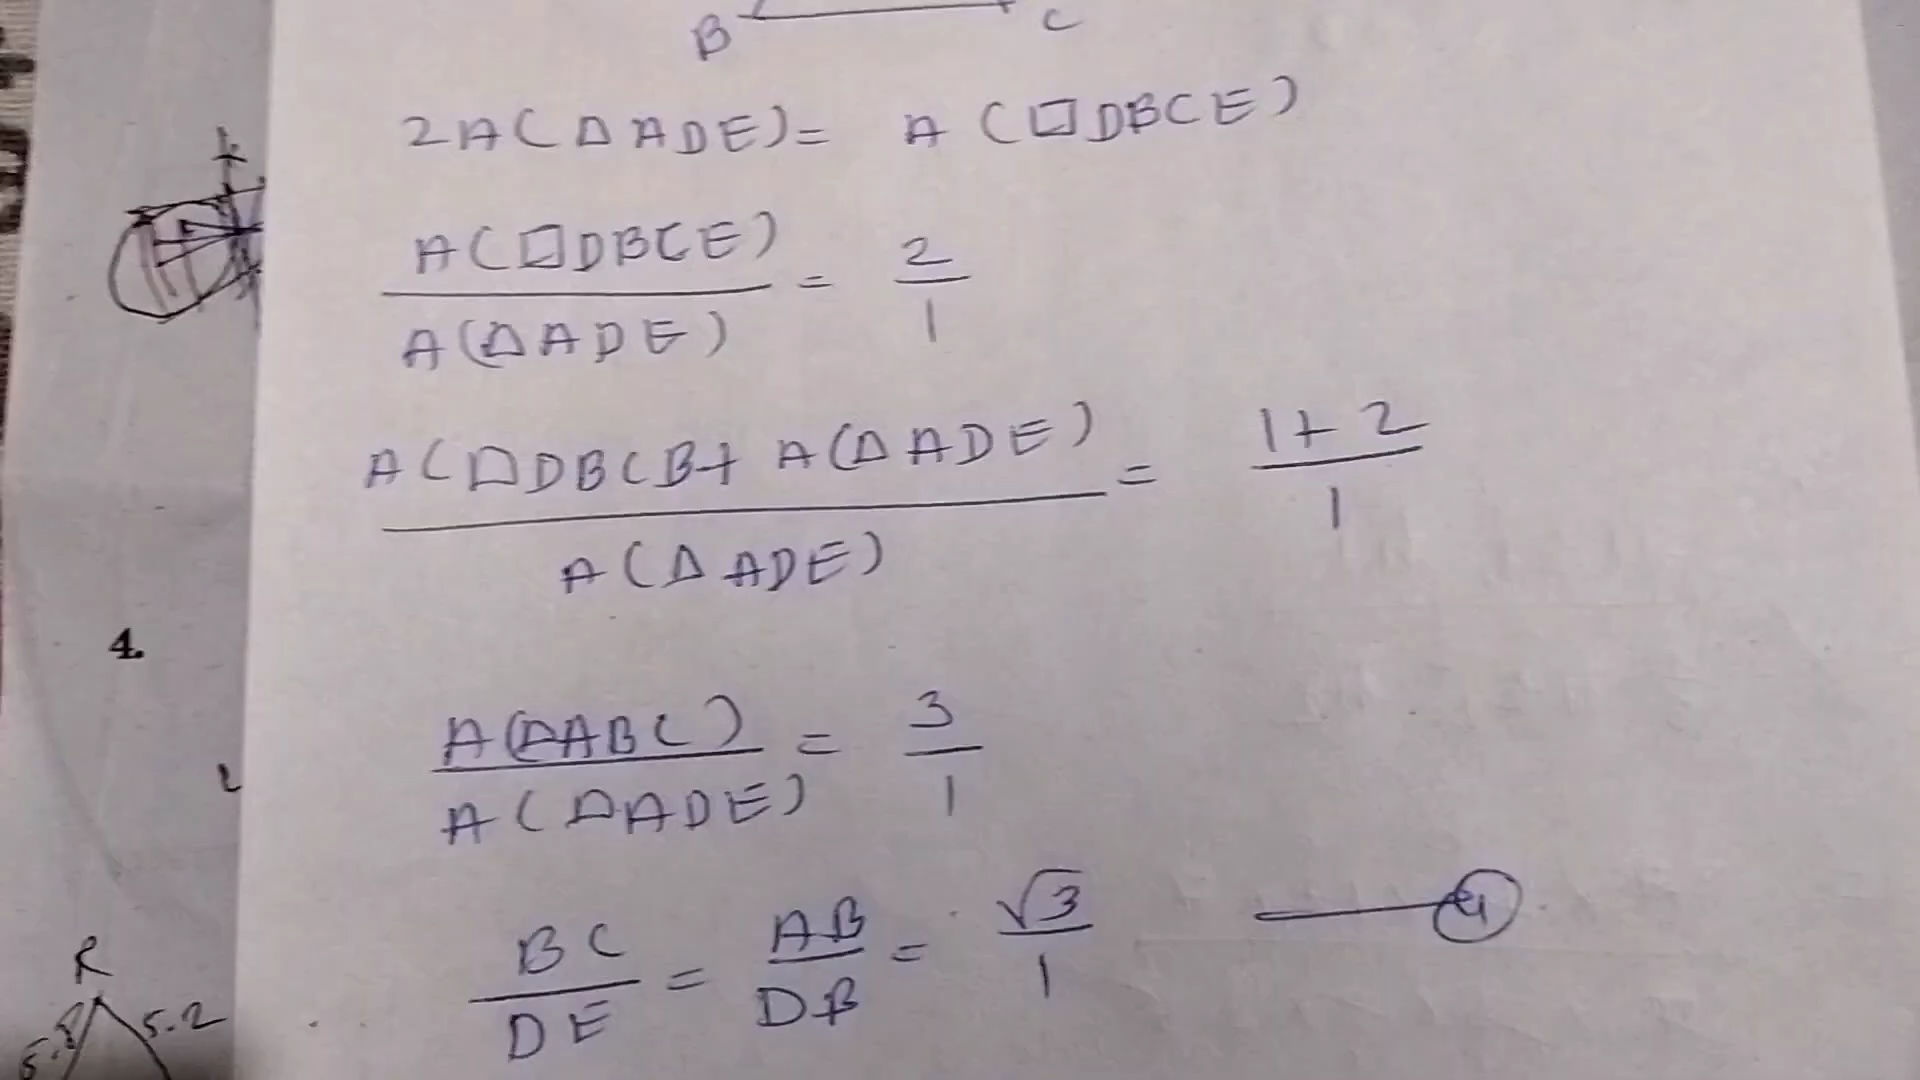 B C
2A(△ADE) = A(□DBCE)
A(□DBCE) / A(△ADE) = 2/1
A(□DBCB + A(△ADE) / A(△ADE) = 1+2 / 1
4.
L
A(△ABC) / A(△ADE) = 3/1
BC/DE = AB/DB = √3/1
R
5.2